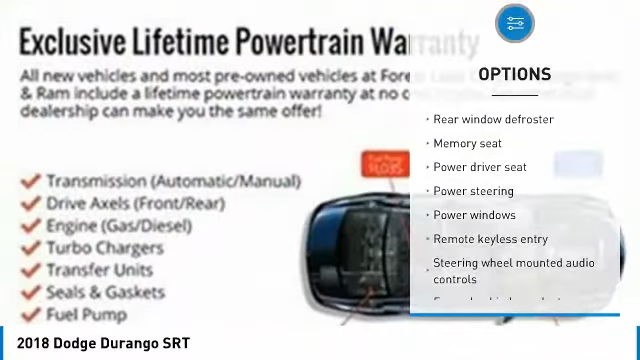 Exclusive Lifetime Powertrain Warranty
All new vehicles and most pre-owned vehicles at Fore
& Ram include a lifetime powertrain warranty at no c
dealership can make you the same offer!
Transmission (Automatic/Manual)
Drive Axels (Front/Rear)
Engine (Gas/Diesel)
Turbo Chargers
Transfer Units
Seals & Gaskets
Fuel Pump
OPTIONS
Rear window defroster
Memory seat
Power driver seat
Power steering
Power windows
Remote keyless entry
Steering wheel mounted audio
controls
2018 Dodge Durango SRT